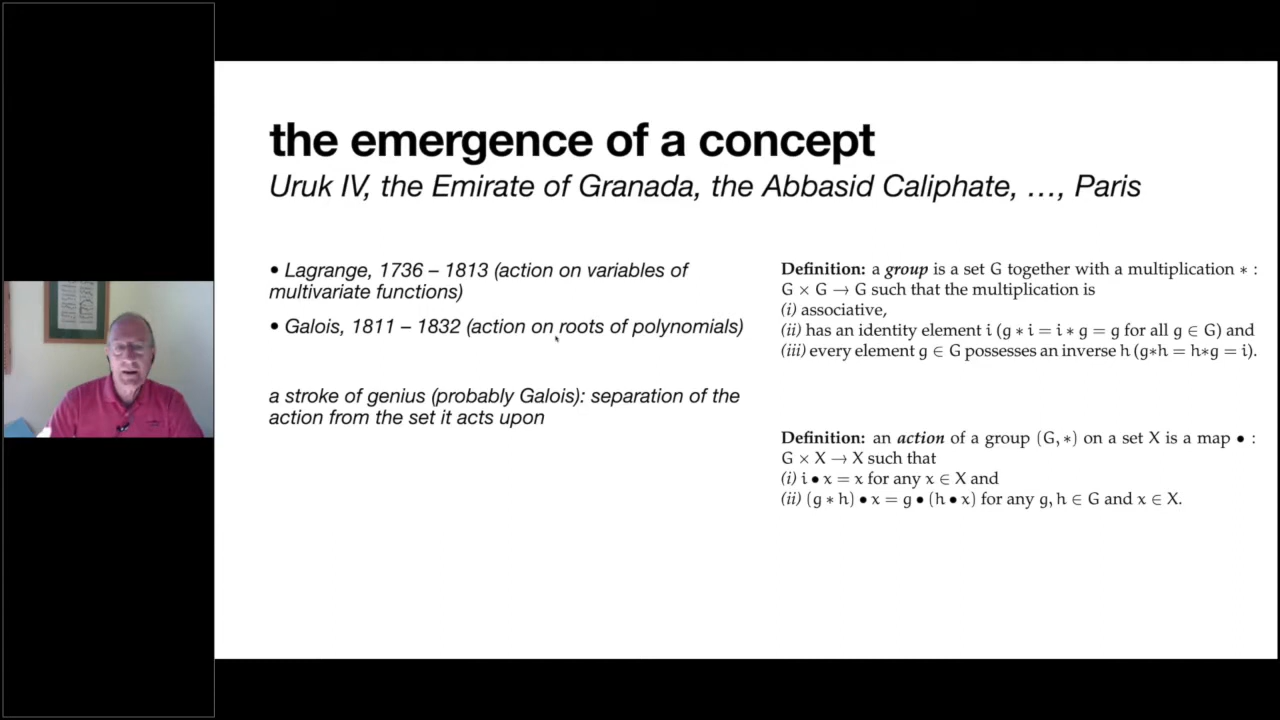 the emergence of a concept
Uruk IV, the Emirate of Granada, the Abbasid Caliphate, …, Paris
• Lagrange, 1736 – 1813 (action on variables of
multivariate functions)
• Galois, 1811 – 1832 (action on roots of polynomials)
a stroke of genius (probably Galois): separation of the
action from the set it acts upon
Definition: a group is a set G together with a multiplication ∗ :
G × G → G such that the multiplication is
(i) associative,
(ii) has an identity element i (g ∗ i = i ∗ g = g for all g ∈ G) and
(iii) every element g ∈ G possesses an inverse h (g∗h = h∗g = i).
Definition: an action of a group (G, ∗) on a set X is a map • :
G × X → X such that
(i) i • x = x for any x ∈ X and
(ii) (g ∗ h) • x = g • (h • x) for any g, h ∈ G and x ∈ X.